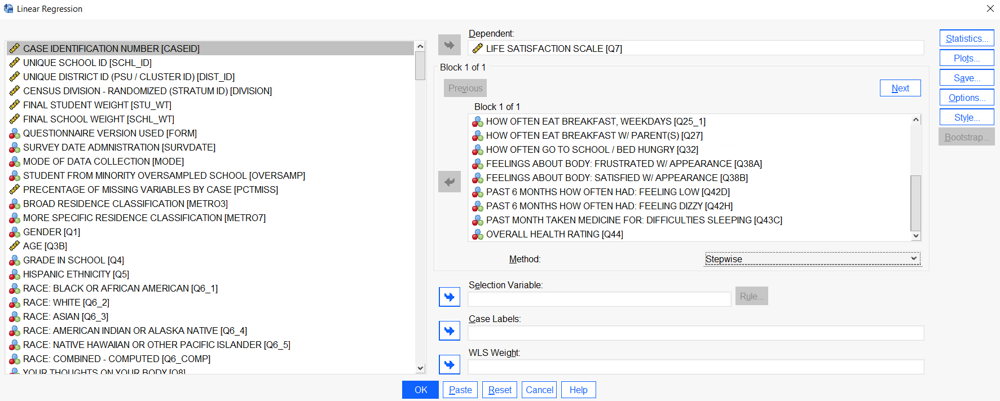 Linear Regression
CASE IDENTIFICATION NUMBER [CASEID]
UNIQUE SCHOOL ID [SCHL_ID]
UNIQUE DISTRICT ID (PSU / CLUSTER ID) [DIST_ID]
CENSUS DIVISION - RANDOMIZED (STRATUM ID) [DIVISION]
FINAL STUDENT WEIGHT [STU_WT]
FINAL SCHOOL WEIGHT [SCHL_WT]
QUESTIONNAIRE VERSION USED [FORM]
SURVEY DATE ADMNISTRATION [SURVDATE]
MODE OF DATA COLLECTION [MODE]
STUDENT FROM MINORITY OVERSAMPLED SCHOOL [OVERSAMP]
PRECENTAGE OF MISSING VARIABLES BY CASE [PCTMISS]
BROAD RESIDENCE CLASSIFICATION [METRO3]
MORE SPECIFIC RESIDENCE CLASSIFICATION [METRO7]
GENDER [Q1]
AGE [Q3B]
GRADE IN SCHOOL [Q4]
HISPANIC ETHNICITY [Q5]
RACE: BLACK OR AFRICAN AMERICAN [Q6_1]
RACE: WHITE [Q6_2]
RACE: ASIAN [Q6_3]
RACE: AMERICAN INDIAN OR ALASKA NATIVE [Q6_4]
RACE: NATIVE HAWAIIAN OR OTHER PACIFIC ISLANDER [Q6_5]
RACE: COMBINED - COMPUTED [Q6_COMP]
YOUR THOUGHTS ON YOUR BODY [Q8]
Dependent:
LIFE SATISFACTION SCALE [Q7]
Block 1 of 1
Previous
Next
Block 1 of 1
HOW OFTEN EAT BREAKFAST, WEEKDAYS [Q25_1]
HOW OFTEN EAT BREAKFAST W/ PARENT(S) [Q27]
HOW OFTEN GO TO SCHOOL / BED HUNGRY [Q32]
FEELINGS ABOUT BODY: FRUSTRATED W/ APPEARANCE [Q38A]
FEELINGS ABOUT BODY: SATISFIED W/ APPEARANCE [Q38B]
PAST 6 MONTHS HOW OFTEN HAD: FEELING LOW [Q42D]
PAST 6 MONTHS HOW OFTEN HAD: FEELING DIZZY [Q42H]
PAST MONTH TAKEN MEDICINE FOR: DIFFICULTIES SLEEPING [Q43C]
OVERALL HEALTH RATING [Q44]
Method:
Stepwise
Selection Variable:
Rule...
Case Labels:
WLS Weight:
Statistics...
Plots...
Save...
Options...
Style...
Bootstrap...
OK
Paste
Reset
Cancel
Help